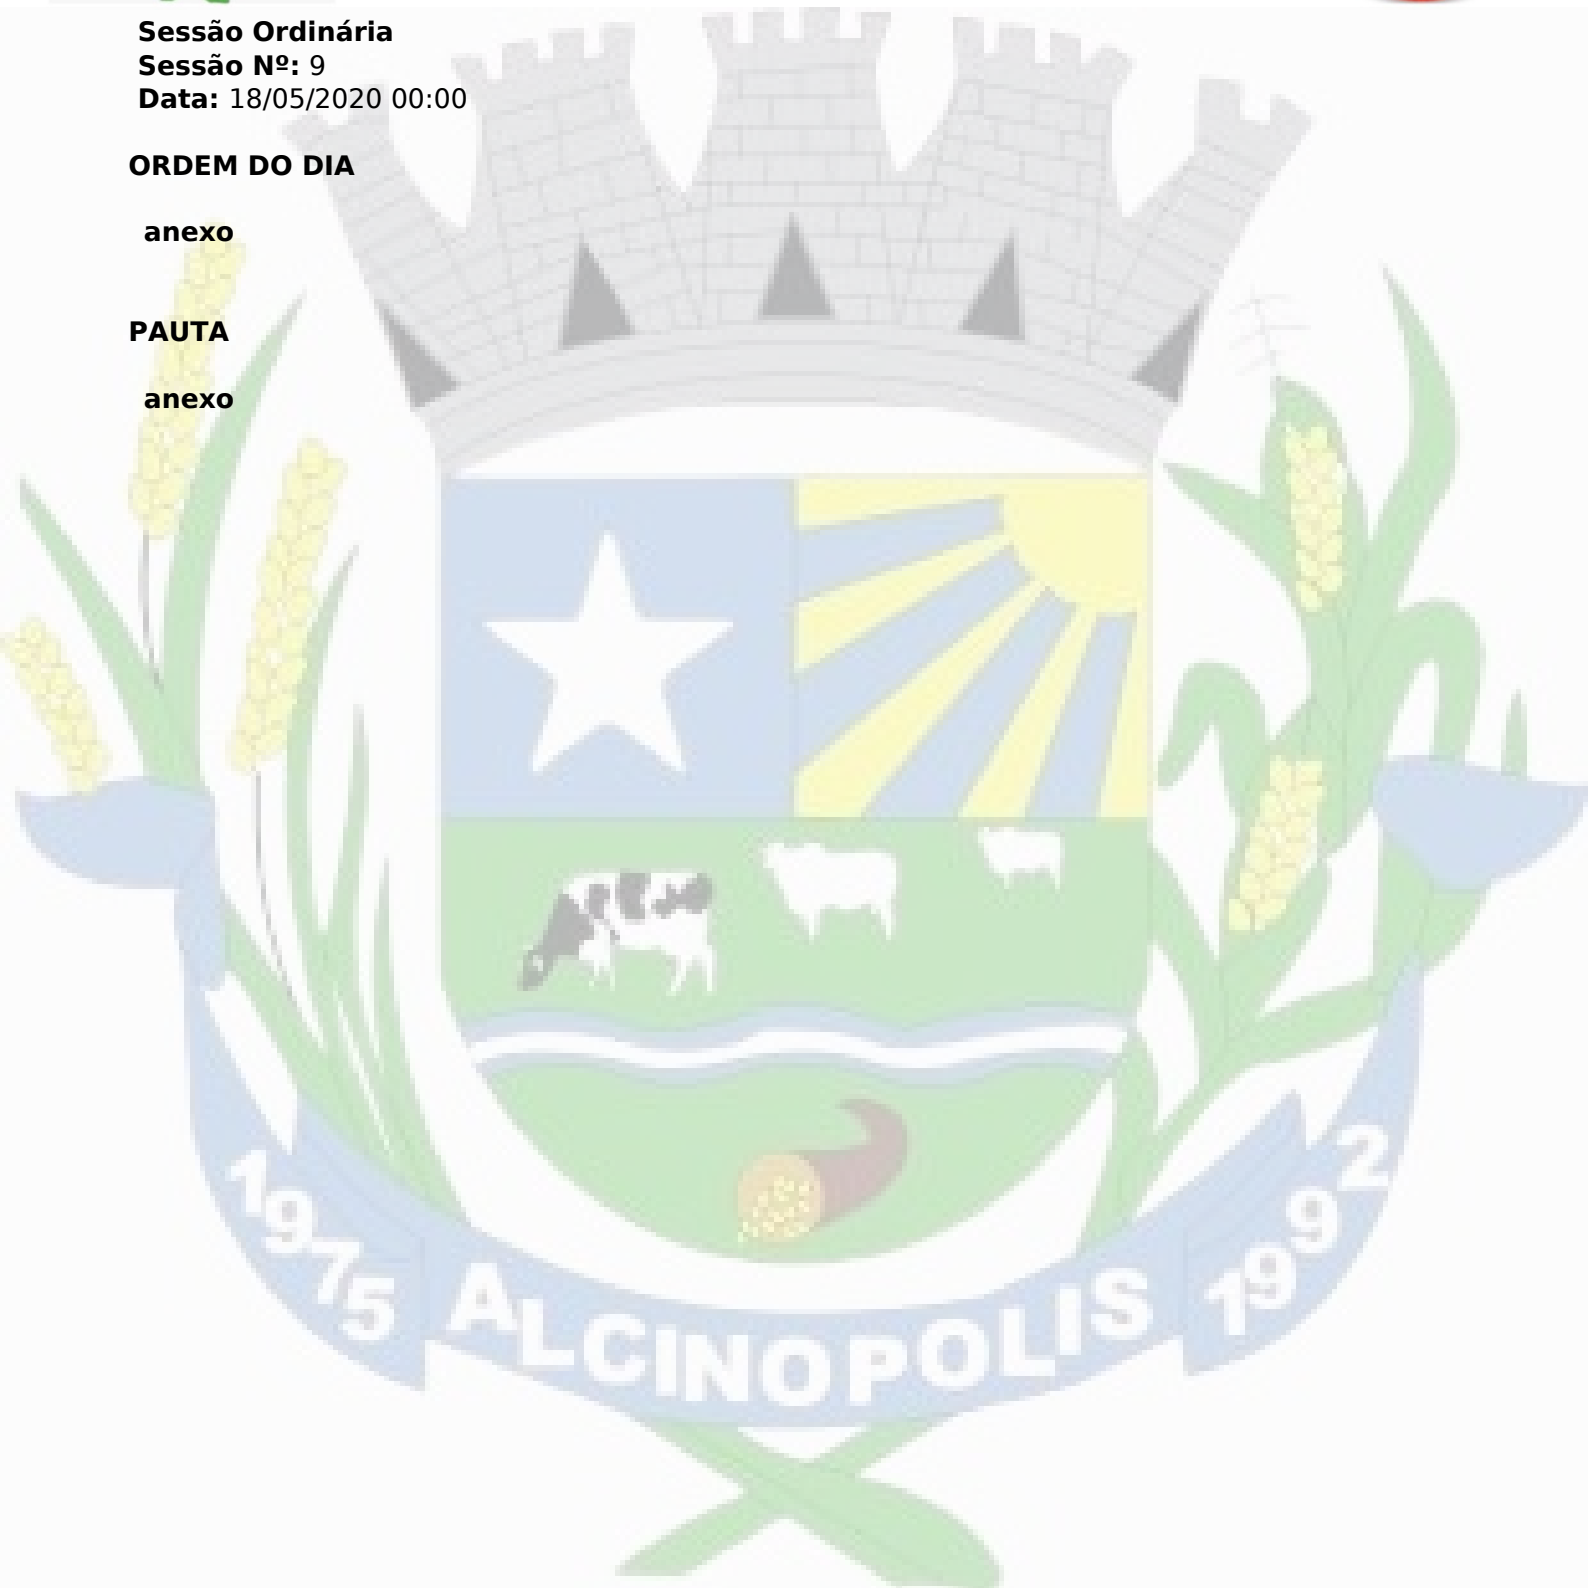 Sessão Ordinária
Sessão Nº: 9
Data: 18/05/2020 00:00
ORDEM DO DIA
anexo
PAUTA
anexo
1975 ALCINOPOLIS 1992